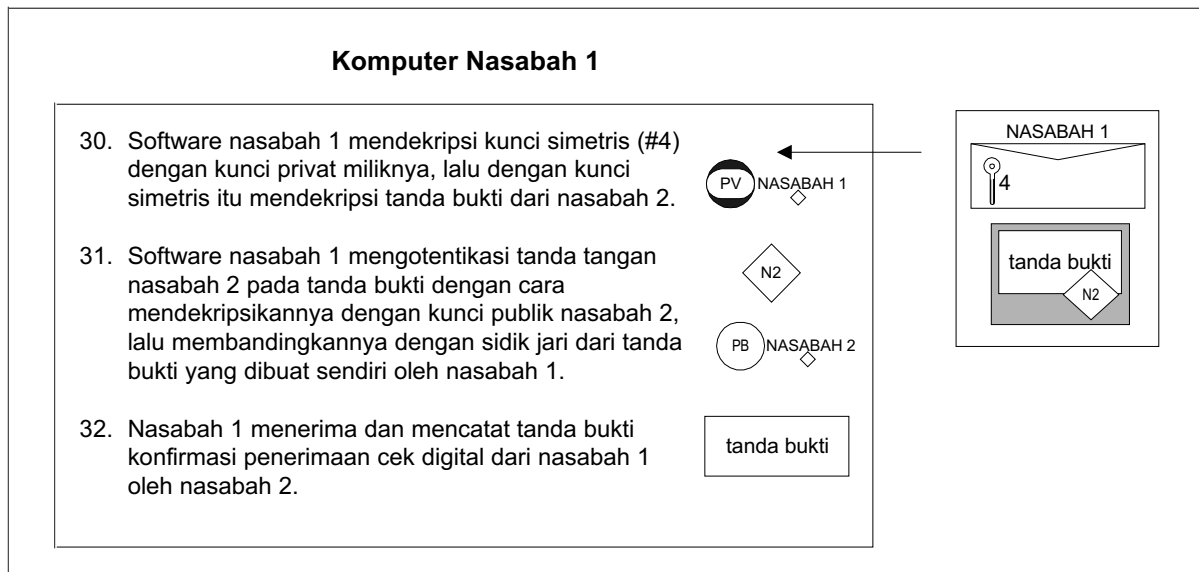 Komputer Nasabah 1
30. Software nasabah 1 mendekripsi kunci simetris (#4)
dengan kunci privat miliknya, lalu dengan kunci
simetris itu mendekripsi tanda bukti dari nasabah 2.
PV NASABAH 1
31. Software nasabah 1 mengotentikasi tanda tangan
nasabah 2 pada tanda bukti dengan cara
mendekripsikannya dengan kunci publik nasabah 2,
lalu membandingkannya dengan sidik jari dari tanda
bukti yang dibuat sendiri oleh nasabah 1.
N2
PB NASABAH 2
32. Nasabah 1 menerima dan mencatat tanda bukti
konfirmasi penerimaan cek digital dari nasabah 1
oleh nasabah 2.
tanda bukti
NASABAH 1
4
tanda bukti
N2